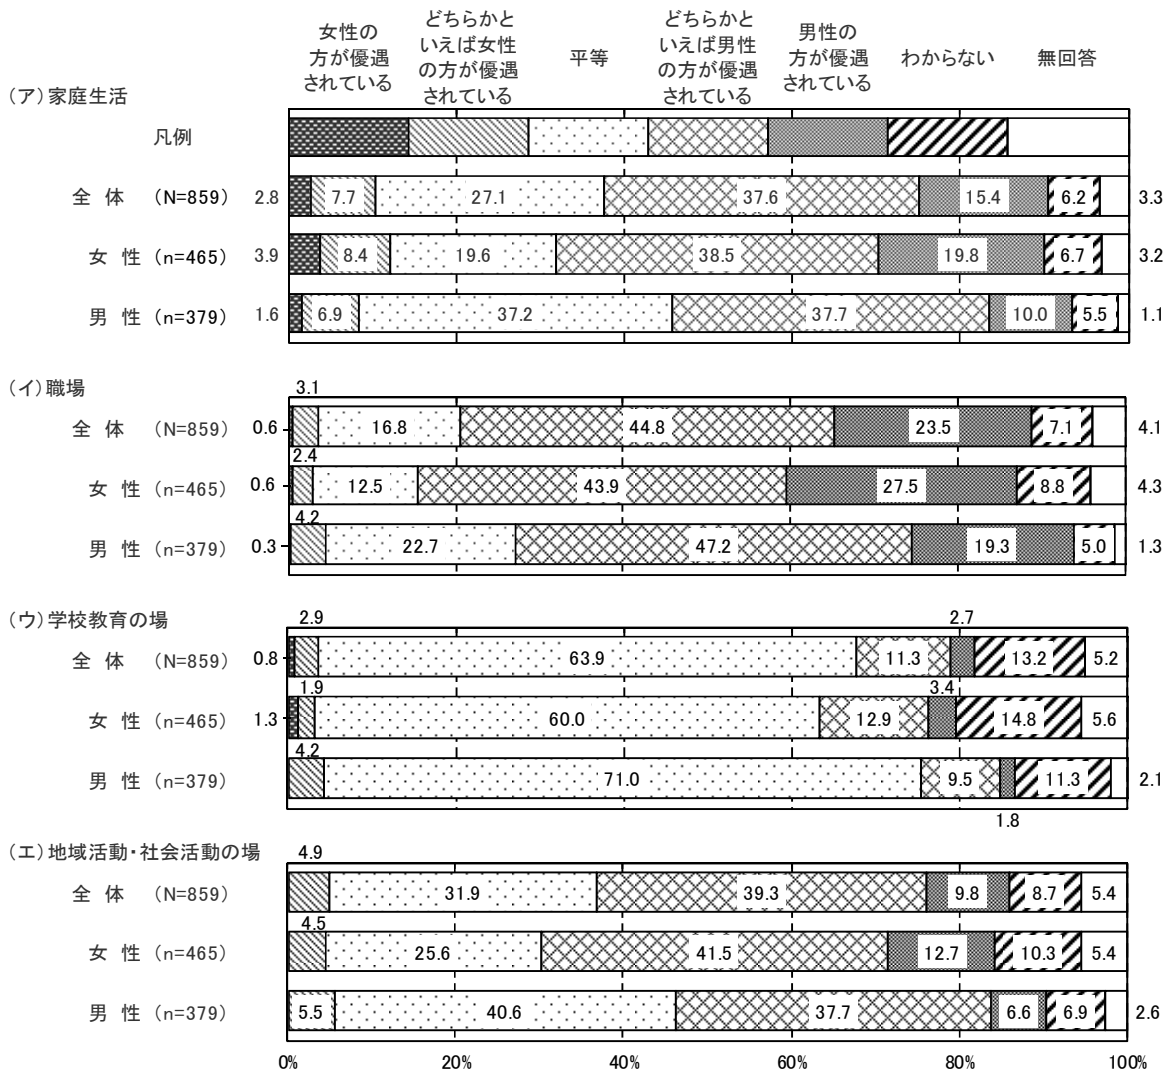 女性の
方が優遇
されている
どちらかと
いえば女性
の方が優遇
されている
平等
どちらかと
いえば男性
の方が優遇
されている
男性の
方が優遇
されている
わからない
無回答
（ア）家庭生活
凡例
全 体 （N=859） 2.8 7.7 27.1 37.6 15.4 6.2 3.3
女 性 （n=465） 3.9 8.4 19.6 38.5 19.8 6.7 3.2
男 性 （n=379） 1.6 6.9 37.2 37.7 10.0 5.5 1.1
（イ）職場
3.1
全 体 （N=859） 0.6 16.8 44.8 23.5 7.1 4.1
2.4
女 性 （n=465） 0.6 12.5 43.9 27.5 8.8 4.3
4.2
男 性 （n=379） 0.3 22.7 47.2 19.3 5.0 1.3
（ウ）学校教育の場
2.9 2.7
全 体 （N=859） 0.8 63.9 11.3 13.2 5.2
1.9 3.4
女 性 （n=465） 1.3 60.0 12.9 14.8 5.6
4.2
男 性 （n=379） 71.0 9.5 11.3 2.1
1.8
（エ）地域活動・社会活動の場
4.9
全 体 （N=859） 31.9 39.3 9.8 8.7 5.4
4.5
女 性 （n=465） 25.6 41.5 12.7 10.3 5.4
男 性 （n=379） 5.5 40.6 37.7 6.6 6.9 2.6
0% 20% 40% 60% 80% 100%